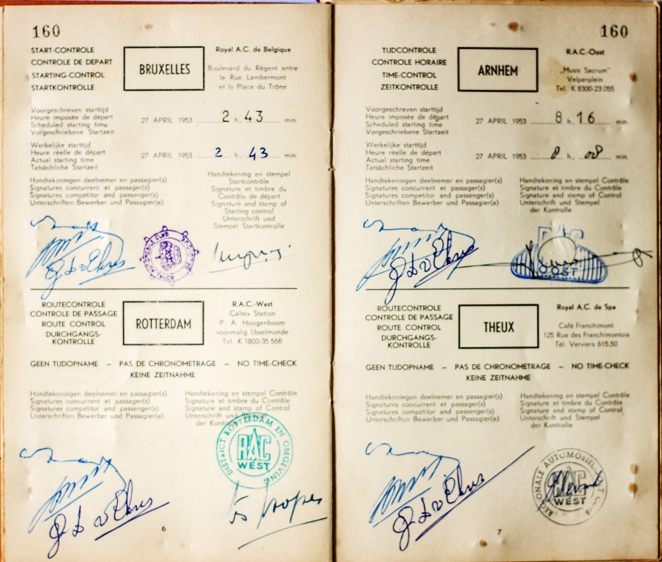 160
START-CONTROLE
CONTROLE DE DEPART
STARTING-CONTROL
STARTKONTROLLE
BRUXELLES
Royal A.C. de Belgique
Boulevard du Régent entre
la Rue Lambermont
et la Place du Trône
Voorgeschreven starttijd
Heure imposée de départ
Scheduled starting time
Vorgeschriebene Startzeit
27 APRIL 1953 2 h. 43 min.
Werkelijke starttijd
Heure réelle de départ
Actual starting time
Tatsächliche Startzeit
27 APRIL 1953 2 h. 43 min.
Handtekeningen deelnemer en passagier(s)
Signatures concurrent et passager(s)
Signatures competitor and passenger(s)
Unterschriften Bewerber und Passagier(e)
Handtekening en stempel
Startcontrôle
Signature et timbre du
Contrôle de départ
Signature and stamp of
Starting control
Unterschrift und
Stempel Startkontrolle
ROUTECONTROLE
CONTROLE DE PASSAGE
ROUTE CONTROL
DURCHGANGS-
KONTROLLE
ROTTERDAM
R.A.C.-West
Caltex Station
P. A. Hoogenboom
voormalig IJsselmonde
Tel. K 1800-35.568
GEEN TIJDOPNAME – PAS DE CHRONOMETRAGE – NO TIME-CHECK
KEINE ZEITNAHME
Handtekeningen deelnemer en passagier(s)
Signatures concurrent et passager(s)
Signatures competitor and passenger(s)
Unterschriften Bewerber und Passagier(e)
Handtekening en stempel Contrôle
Signature et timbre du Contrôle
Signature and stamp of Control
Unterschrift und
der
DISTRICT ROTTERDAM EN OMGEVING
RAC
WEST
6
160
TIJDCONTROLE
CONTROLE HORAIRE
TIME-CONTROL
ZEITKONTROLLE
ARNHEM
R.A.C.-Oost
„Musis Sacrum"
Velperplein
Tel. K 8300-23.055
Voorgeschreven starttijd
Heure imposée de départ
Scheduled starting time
Vorgeschriebene Startzeit
27 APRIL 1953 8 h. 16 min.
Werkelijke starttijd
Heure réelle de départ
Actual starting time
Tatsächliche Startzeit
27 APRIL 1953 8 h. 08 min.
Handtekeningen deelnemer en passagier(s)
Signatures concurrent et passager(s)
Signatures competitor and passenger(s)
Unterschriften Bewerber und Passagier(e)
Handtekening en stempel Contrôle
Signature et timbre du Contrôle
Signature and stamp of Control
Unterschrift und Stempel
der Kontrolle
OOST
ROUTECONTROLE
CONTROLE DE PASSAGE
ROUTE CONTROL
DURCHGANGS-
KONTROLLE
THEUX
Royal A.C. de Spa
Café Franchimont
125 Rue des Franchimontois
Tél. Verviers 615.50
GEEN TIJDOPNAME – PAS DE CHRONOMETRAGE – NO TIME-CHECK
KEINE ZEITNAHME
Handtekeningen deelnemer en passagier(s)
Signatures concurrent et passager(s)
Signatures competitor and passenger(s)
Unterschriften Bewerber und Passagier(e)
Handtekening en stempel Contrôle
Signature et timbre du Contrôle
Signature and stamp of Control
Unterschrift und Stempel
der Kontrolle
REGIONALE AUTOMOBIEL CLUB
RAC
WEST
7